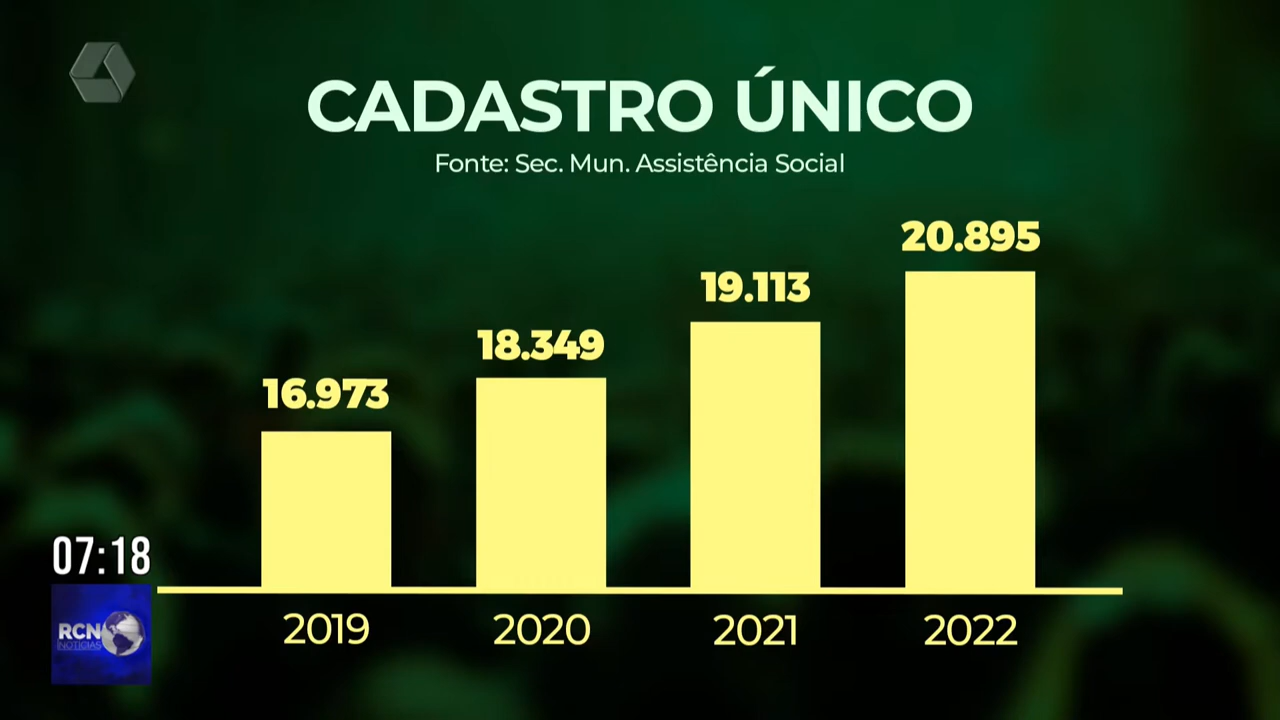 CADASTRO ÚNICO
Fonte: Sec. Mun. Assistência Social
20.895
19.113
18.349
16.973
07:18
RCN
NOTÍCIAS
2019 2020 2021 2022